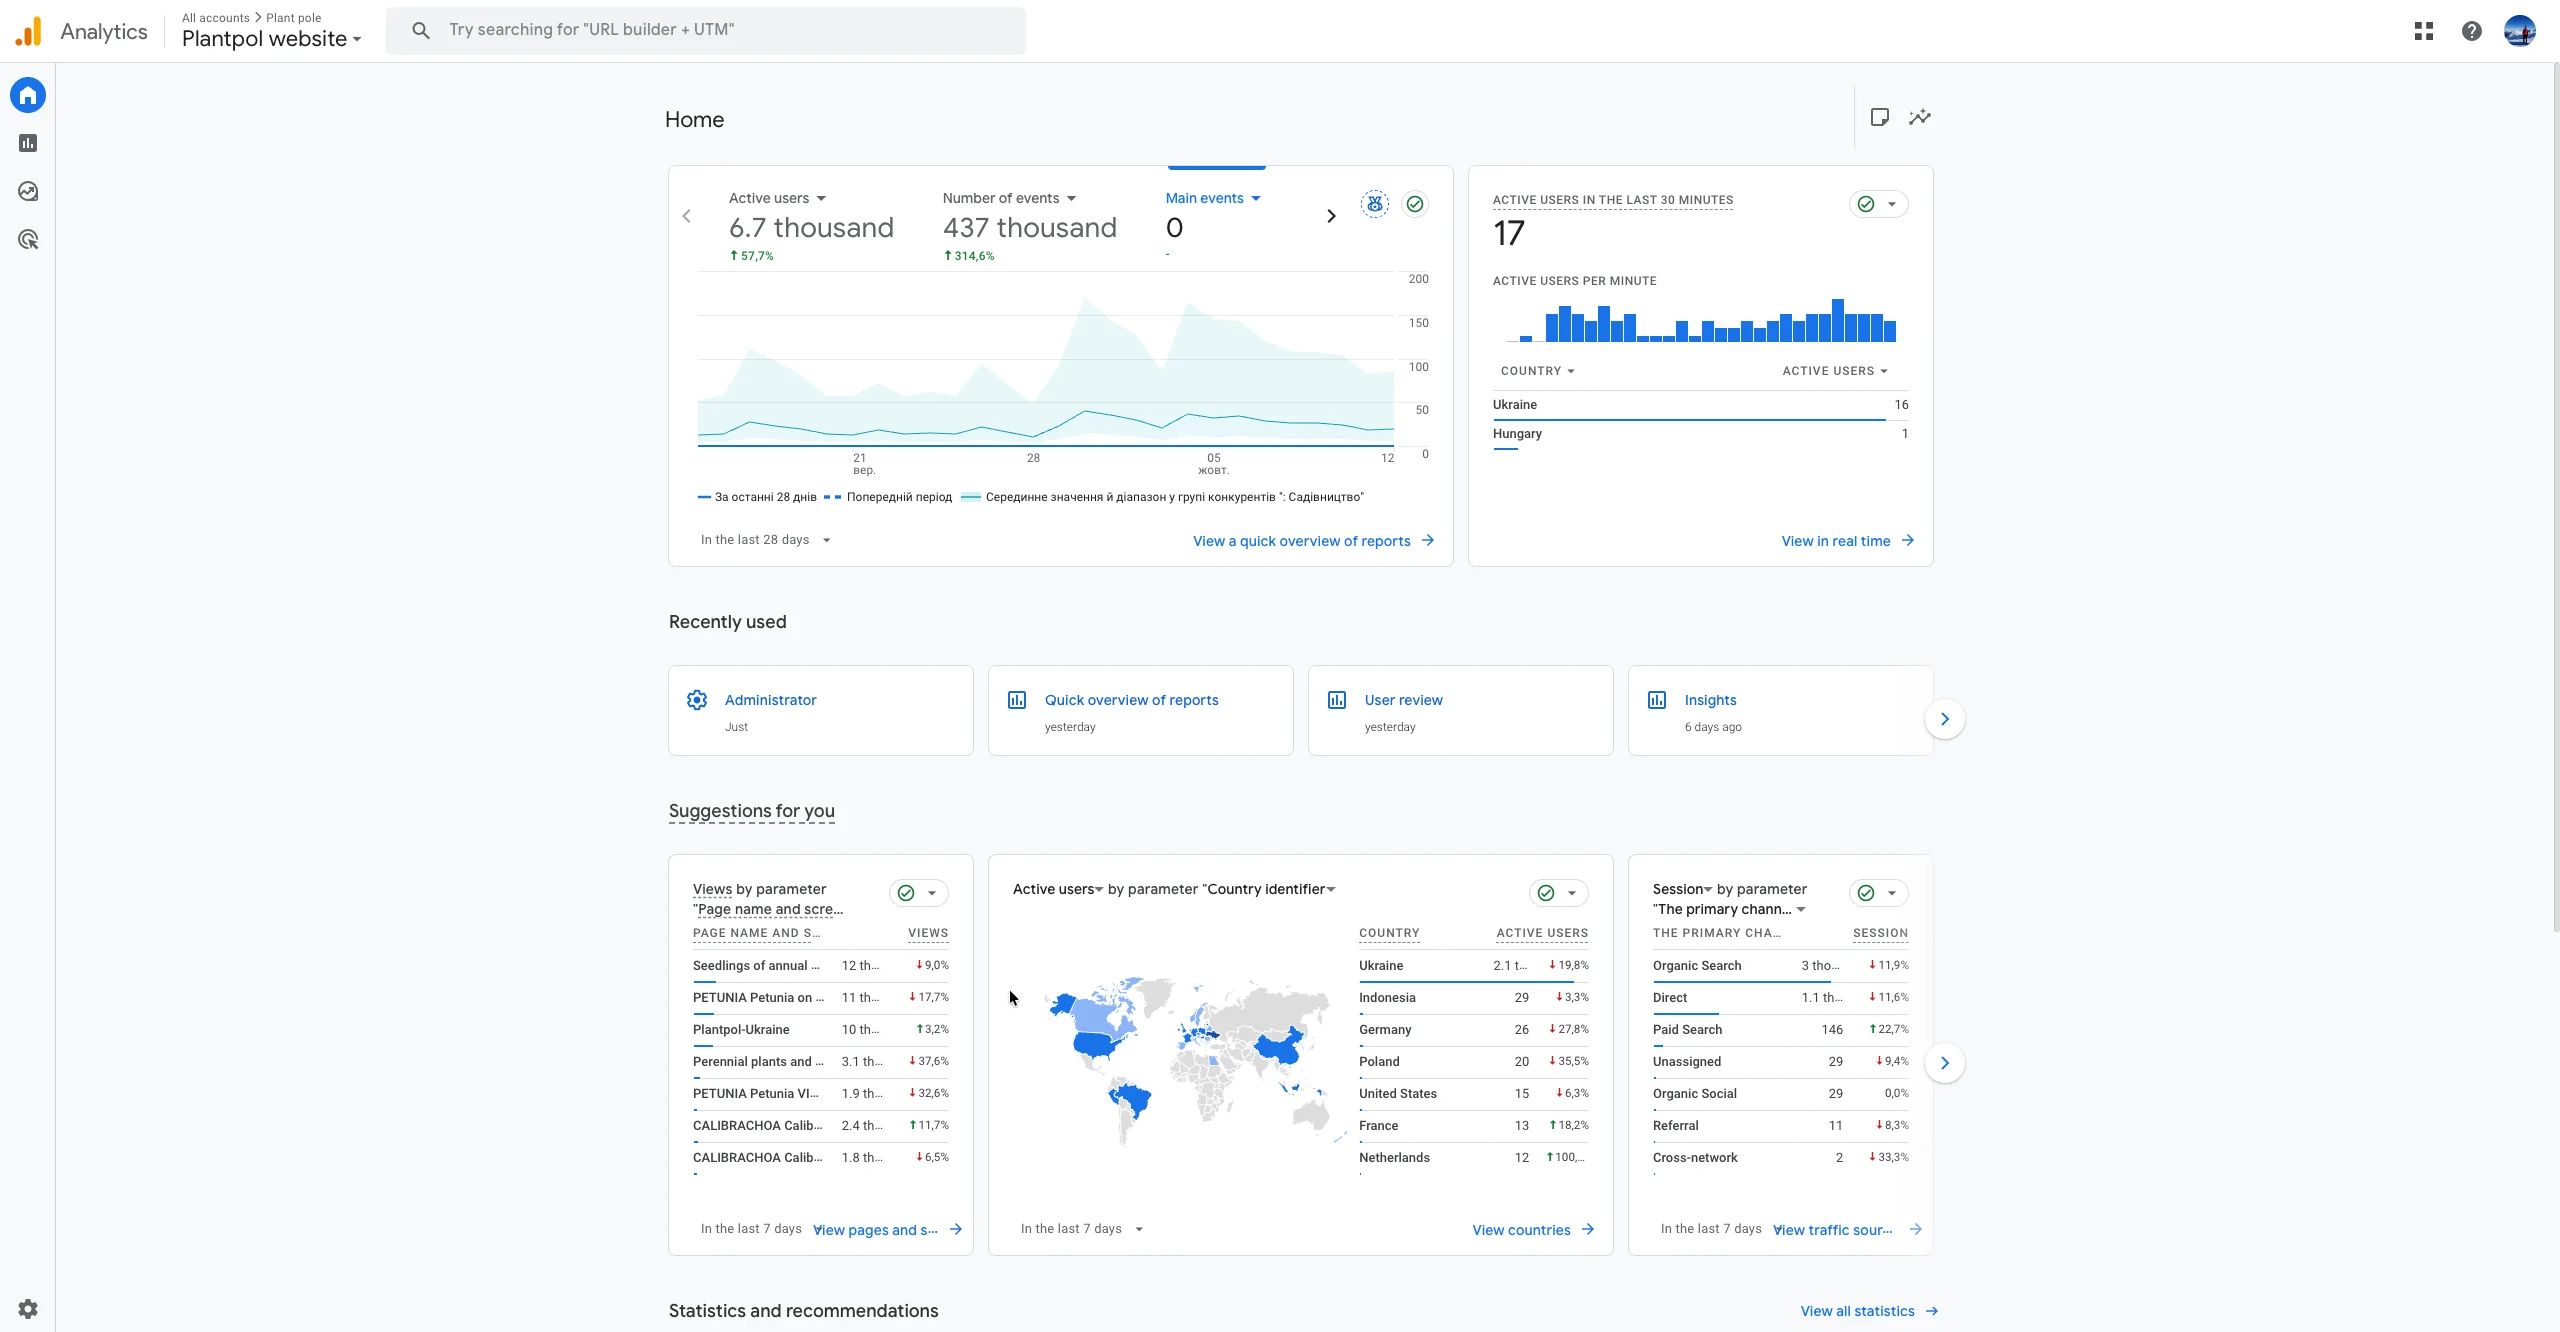 Analytics
All accounts > Plant pole
Plantpol website
Try searching for "URL builder + UTM"
Home
Active users
6.7 thousand
57,7%
Number of events
437 thousand
314,6%
Main events
0
-
200
150
100
50
0
21
вер.
28
05
жовт.
12
За останні 28 днів
Попередній період
Серединне значення й діапазон у групі конкурентів ": Садівництво"
In the last 28 days
View a quick overview of reports
ACTIVE USERS IN THE LAST 30 MINUTES
17
ACTIVE USERS PER MINUTE
COUNTRY ACTIVE USERS
Ukraine 16
Hungary 1
View in real time
Recently used
Administrator
Just
Quick overview of reports
yesterday
User review
yesterday
Insights
6 days ago
Suggestions for you
Views by parameter
"Page name and scre...
PAGE NAME AND S... VIEWS
Seedlings of annual ... 12 th... 9,0%
PETUNIA Petunia on ... 11 th... 17,7%
Plantpol-Ukraine 10 th... 3,2%
Perennial plants and ... 3.1 th... 37,6%
PETUNIA Petunia VI... 1.9 th... 32,6%
CALIBRACHOA Calib... 2.4 th... 11,7%
CALIBRACHOA Calib... 1.8 th... 6,5%
In the last 7 days View pages and s...
Active users by parameter "Country identifier
COUNTRY ACTIVE USERS
Ukraine 2.1 t... 19,8%
Indonesia 29 3,3%
Germany 26 27,8%
Poland 20 35,5%
United States 15 6,3%
France 13 18,2%
Netherlands 12 100,...
In the last 7 days
View countries
Session by parameter
"The primary chann...
THE PRIMARY CHA... SESSION
Organic Search 3 tho... 11,9%
Direct 1.1 th... 11,6%
Paid Search 146 22,7%
Unassigned 29 9,4%
Organic Social 29 0,0%
Referral 11 8,3%
Cross-network 2 33,3%
In the last 7 days View traffic sour...
Statistics and recommendations
View all statistics